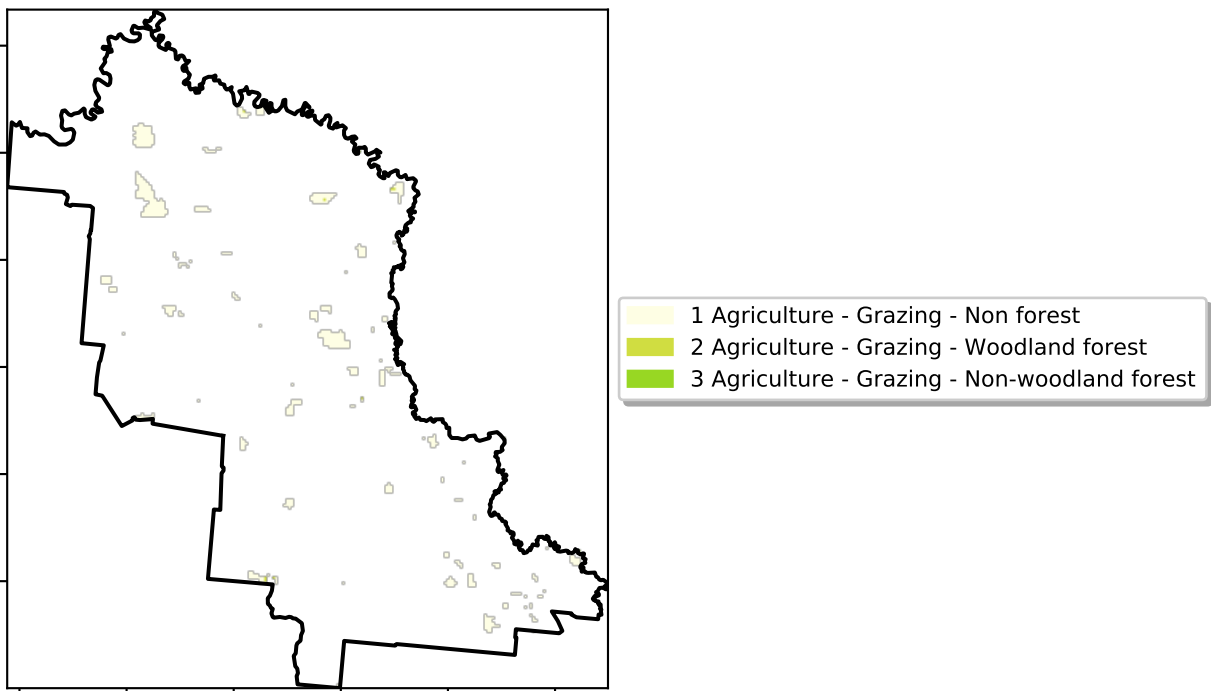 1 Agriculture - Grazing - Non forest
2 Agriculture - Grazing - Woodland forest
3 Agriculture - Grazing - Non-woodland forest